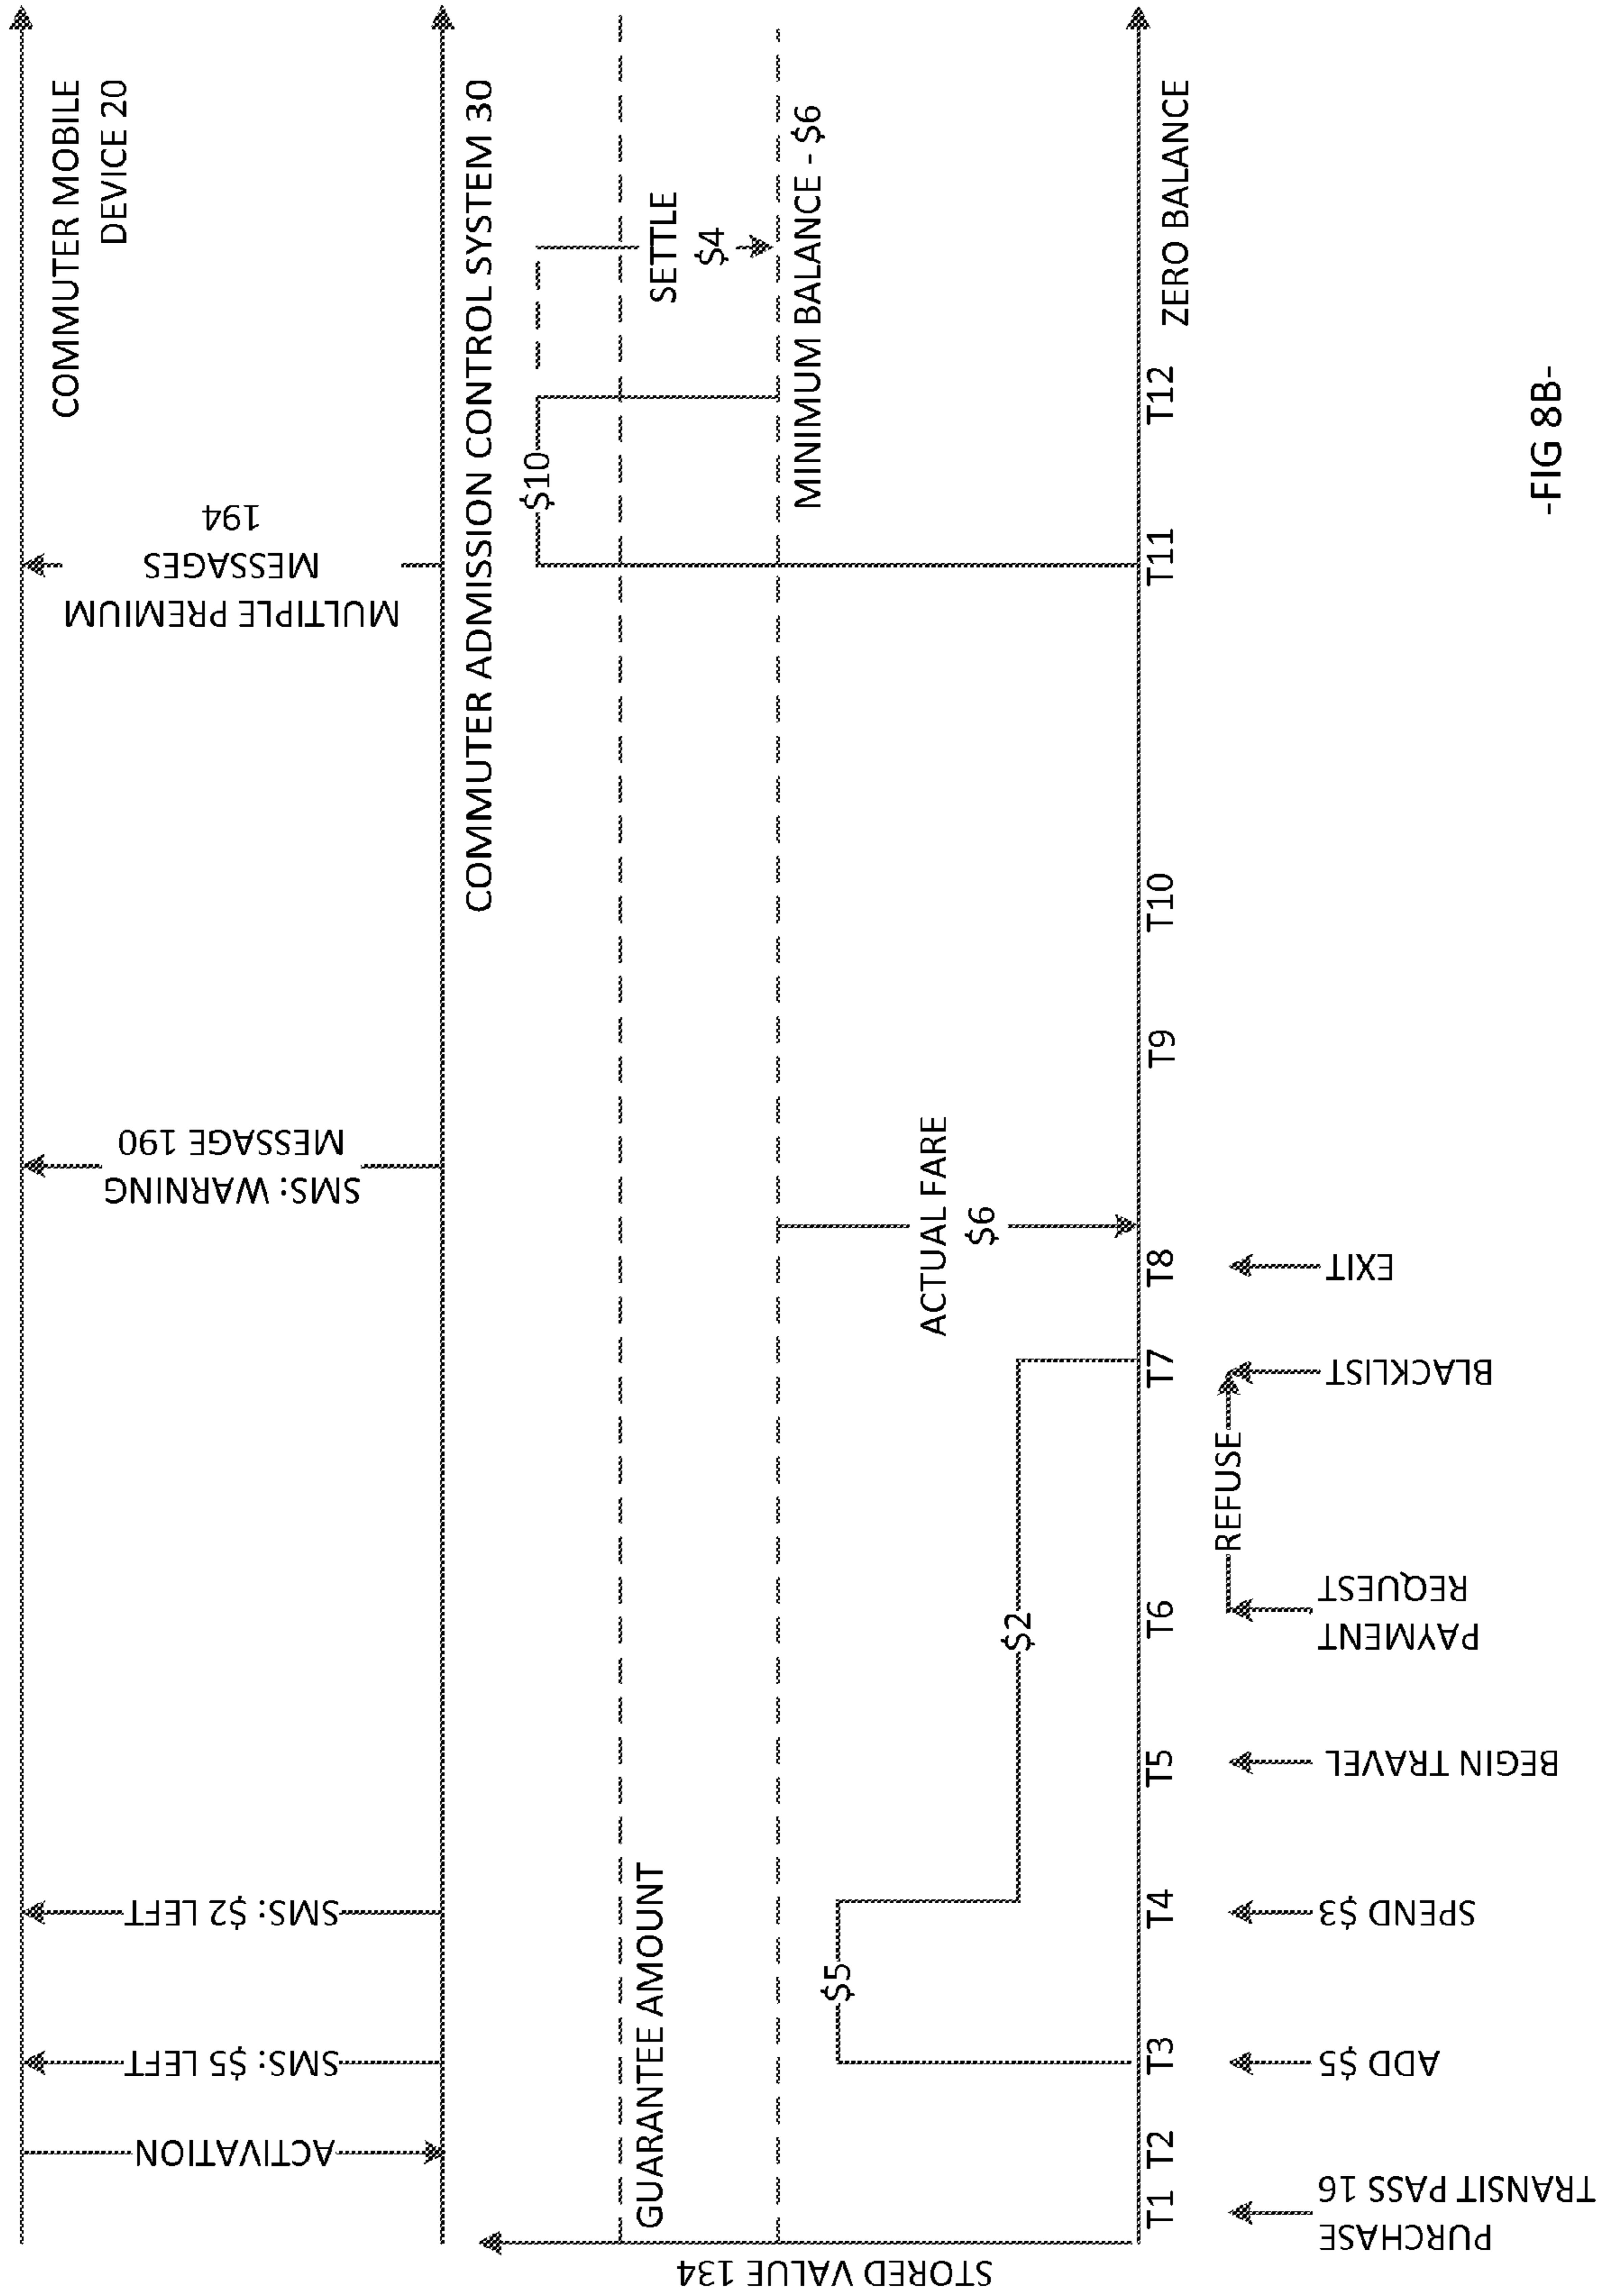 COMMUTER MOBILE
DEVICE 20
ACTIVATION
SMS: $5 LEFT
SMS: $2 LEFT
SMS: WARNING
MESSAGE 190
MULTIPLE PREMIUM
MESSAGES
194
COMMUTER ADMISSION CONTROL SYSTEM 30
STORED VALUE 134
GUARANTEE AMOUNT
$10
SETTLE
$4
MINIMUM BALANCE - $6
$5
$2
ACTUAL FARE
$6
T1
T2
T3
T4
T5
T6
T7
T8
T9
T10
T11
T12
ZERO BALANCE
PURCHASE
TRANSIT PASS 16
ADD $5
SPEND $3
BEGIN TRAVEL
PAYMENT
REQUEST
REFUSE
BLACKLIST
EXIT
-FIG 8B-